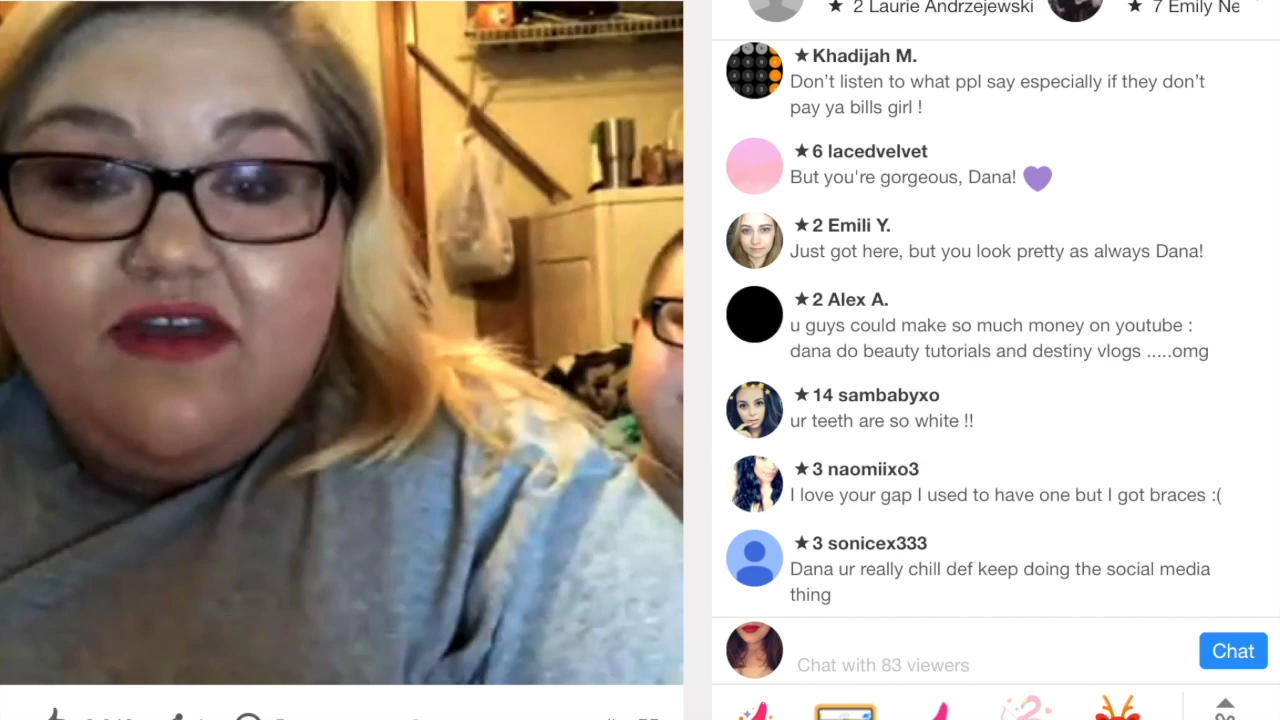 ★ 2 Laurie Andrzejewski ★ 7 Emily Ne
★ Khadijah M.
Don’t listen to what ppl say especially if they don’t
pay ya bills girl !
★ 6 lacedvelvet
But you're gorgeous, Dana! 💜
★ 2 Emili Y.
Just got here, but you look pretty as always Dana!
★ 2 Alex A.
u guys could make so much money on youtube :
dana do beauty tutorials and destiny vlogs .....omg
★ 14 sambabyxo
ur teeth are so white !!
★ 3 naomiixo3
I love your gap I used to have one but I got braces :(
★ 3 sonicex333
Dana ur really chill def keep doing the social media
thing
Chat with 83 viewers
Chat